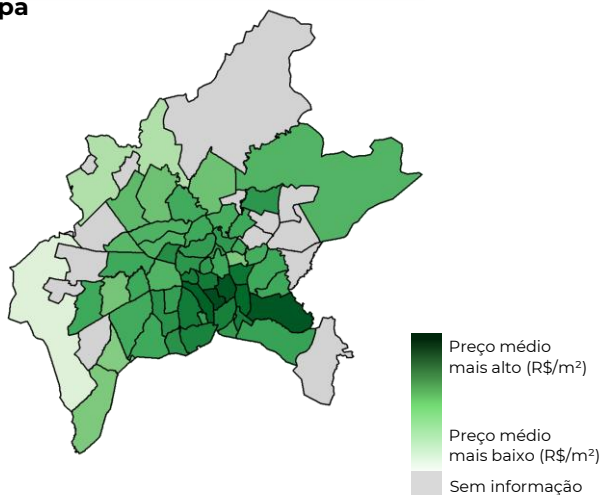 pa
Preço médio
mais alto (R$/m²)
Preço médio
mais baixo (R$/m²)
Sem informação